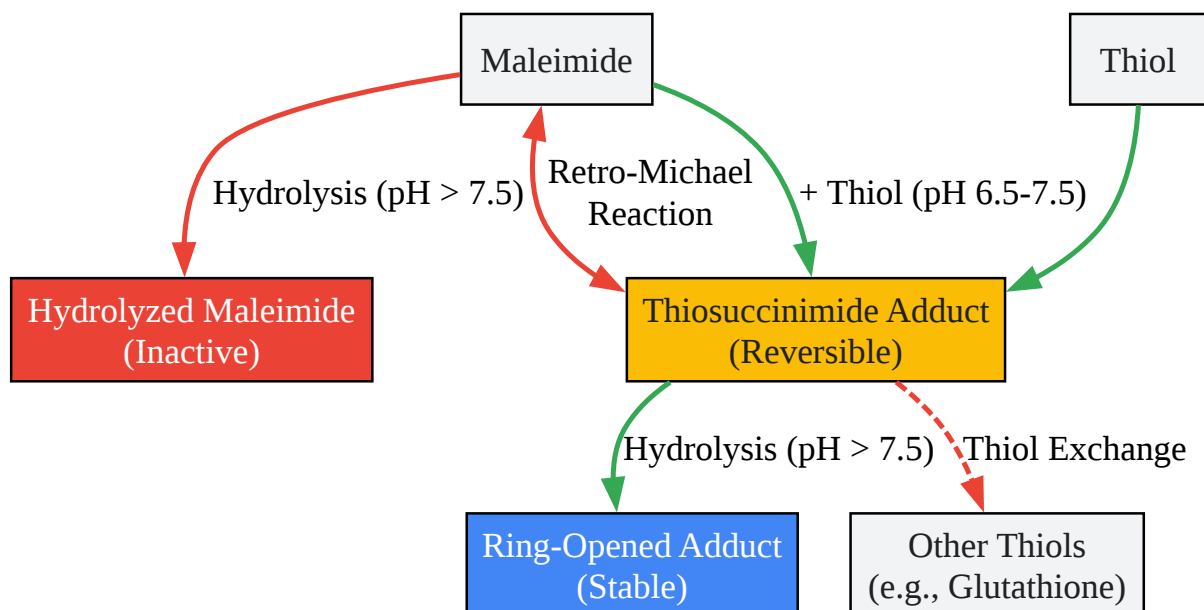 Maleimide
Thiol
Hydrolysis (pH > 7.5)
Retro-Michael
Reaction
+ Thiol (pH 6.5-7.5)
Hydrolyzed Maleimide
(Inactive)
Thiosuccinimide Adduct
(Reversible)
Hydrolysis (pH > 7.5)
Thiol Exchange
Ring-Opened Adduct
(Stable)
Other Thiols
(e.g., Glutathione)